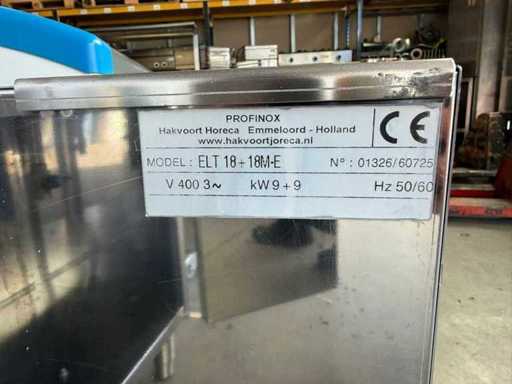 PROFINOX
Hakvoort Horeca Emmeloord - Holland
www.hakvoortjoreca.nl
MODEL : ELT 18+18M-E N° : 01326/60725
V 400 3~ kW 9+9 Hz 50/60
CE